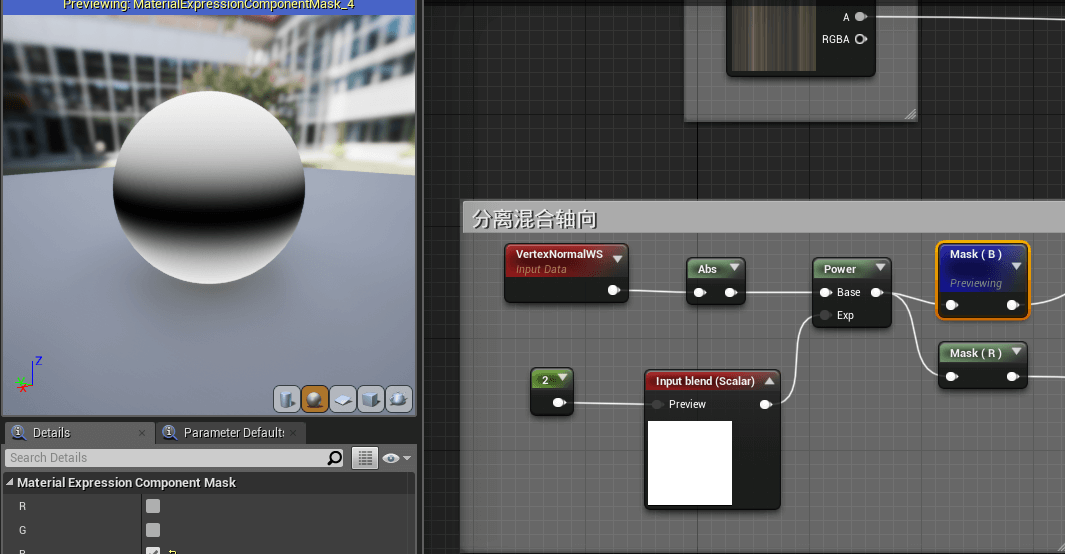 Previewing: MaterialExpressionComponentMask_4
A
RGBA
分离混合轴向
VertexNormalWS
Input Data
Abs
Power
Base
Exp
Mask ( B )
Previewing
Mask ( R )
2
Input blend (Scalar)
Preview
Z
Details
Parameter Defaults
Search Details
Material Expression Component Mask
R
G
B